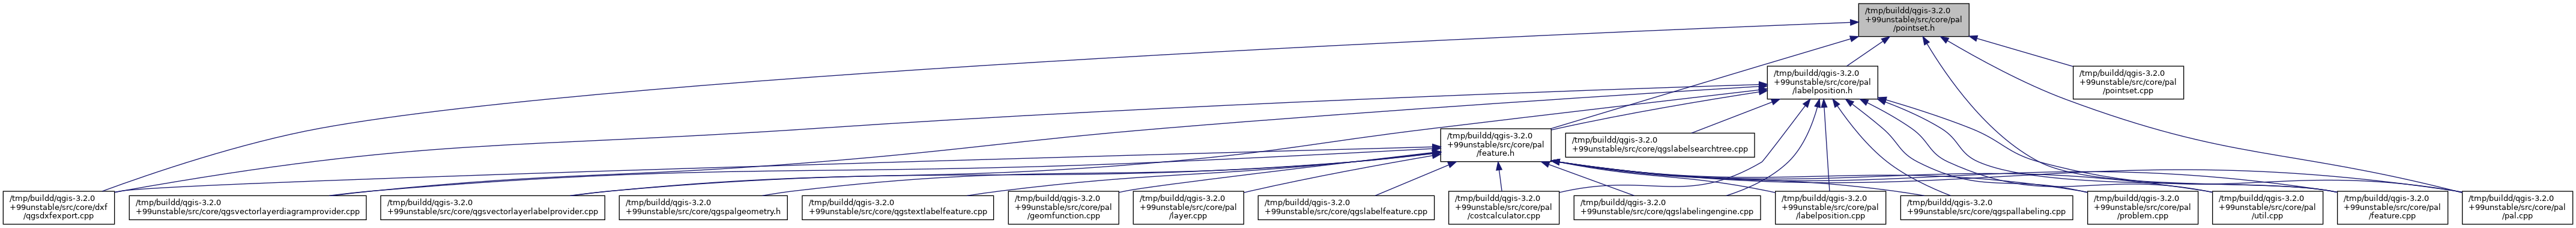 /tmp/buildd/qgis-3.2.0
+99unstable/src/core/pal
/pointset.h
/tmp/buildd/qgis-3.2.0
+99unstable/src/core/pal
/labelposition.h
/tmp/buildd/qgis-3.2.0
+99unstable/src/core/pal
/pointset.cpp
/tmp/buildd/qgis-3.2.0
+99unstable/src/core/pal
/feature.h
/tmp/buildd/qgis-3.2.0
+99unstable/src/core/qgslabelsearchtree.cpp
/tmp/buildd/qgis-3.2.0
+99unstable/src/core/dxf
/qgsdxfexport.cpp
/tmp/buildd/qgis-3.2.0
+99unstable/src/core/qgsvectorlayerdiagramprovider.cpp
/tmp/buildd/qgis-3.2.0
+99unstable/src/core/qgsvectorlayerlabelprovider.cpp
/tmp/buildd/qgis-3.2.0
+99unstable/src/core/qgspalgeometry.h
/tmp/buildd/qgis-3.2.0
+99unstable/src/core/qgstextlabelfeature.cpp
/tmp/buildd/qgis-3.2.0
+99unstable/src/core/pal
/geomfunction.cpp
/tmp/buildd/qgis-3.2.0
+99unstable/src/core/pal
/layer.cpp
/tmp/buildd/qgis-3.2.0
+99unstable/src/core/qgslabelfeature.cpp
/tmp/buildd/qgis-3.2.0
+99unstable/src/core/pal
/costcalculator.cpp
/tmp/buildd/qgis-3.2.0
+99unstable/src/core/qgslabelingengine.cpp
/tmp/buildd/qgis-3.2.0
+99unstable/src/core/pal
/labelposition.cpp
/tmp/buildd/qgis-3.2.0
+99unstable/src/core/qgspallabeling.cpp
/tmp/buildd/qgis-3.2.0
+99unstable/src/core/pal
/problem.cpp
/tmp/buildd/qgis-3.2.0
+99unstable/src/core/pal
/util.cpp
/tmp/buildd/qgis-3.2.0
+99unstable/src/core/pal
/feature.cpp
/tmp/buildd/qgis-3.2.0
+99unstable/src/core/pal
/pal.cpp